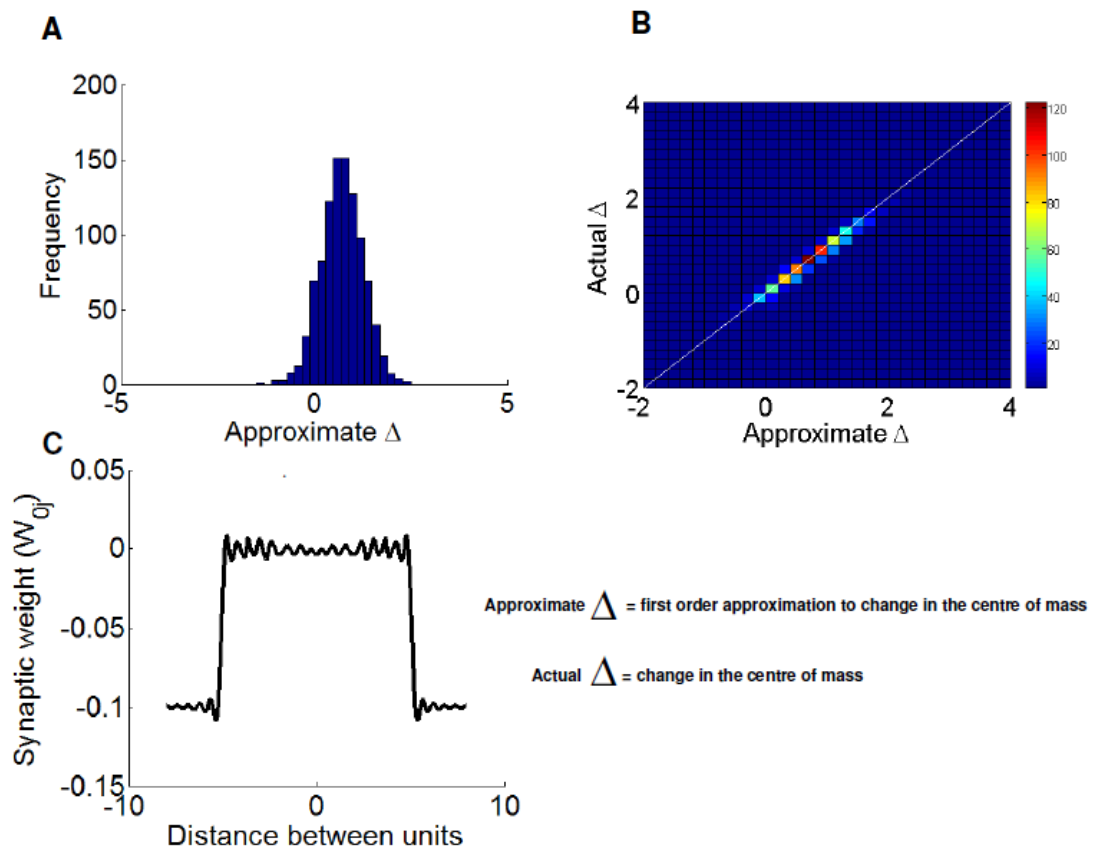 A
B
200
150
100
50
0
Frequency
-5
0
5
Approximate Δ
4
2
0
-2
Actual Δ
-2
0
2
4
Approximate Δ
120
100
80
60
40
20
C
0.05
0
-0.05
-0.1
-0.15
Synaptic weight (W0j)
-10
0
10
Distance between units
Approximate Δ = first order approximation to change in the centre of mass
Actual Δ = change in the centre of mass